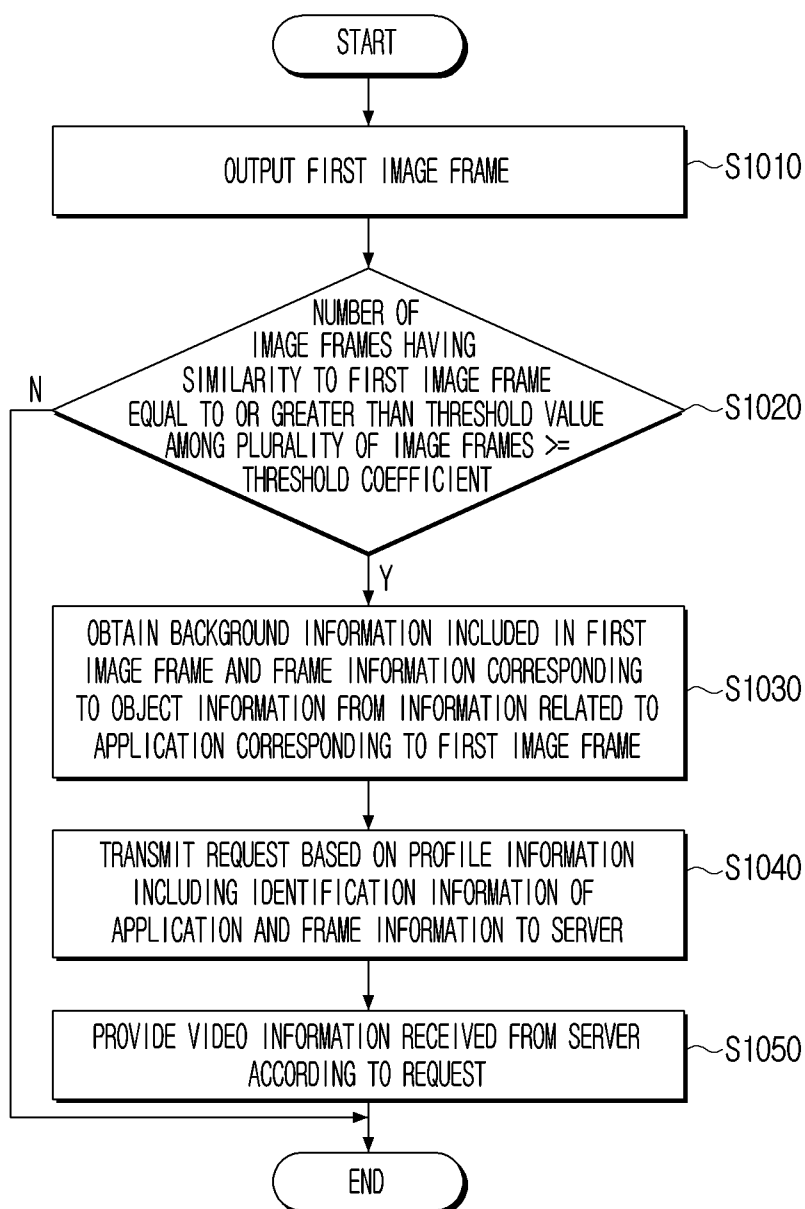 START
OUTPUT FIRST IMAGE FRAME
S1010
NUMBER OF
IMAGE FRAMES HAVING
SIMILARITY TO FIRST IMAGE FRAME
EQUAL TO OR GREATER THAN THRESHOLD VALUE
AMONG PLURALITY OF IMAGE FRAMES >=
THRESHOLD COEFFICIENT
S1020
N
Y
OBTAIN BACKGROUND INFORMATION INCLUDED IN FIRST
IMAGE FRAME AND FRAME INFORMATION CORRESPONDING
TO OBJECT INFORMATION FROM INFORMATION RELATED TO
APPLICATION CORRESPONDING TO FIRST IMAGE FRAME
S1030
TRANSMIT REQUEST BASED ON PROFILE INFORMATION
INCLUDING IDENTIFICATION INFORMATION OF
APPLICATION AND FRAME INFORMATION TO SERVER
S1040
PROVIDE VIDEO INFORMATION RECEIVED FROM SERVER
ACCORDING TO REQUEST
S1050
END